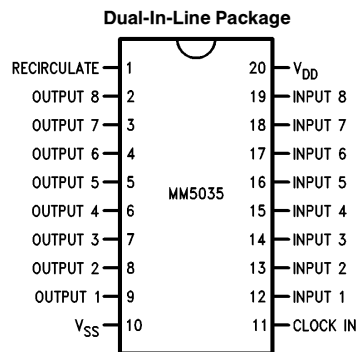 Dual-In-Line Package
RECIRCULATE 1 20 VDD
OUTPUT 8 2 19 INPUT 8
OUTPUT 7 3 18 INPUT 7
OUTPUT 6 4 17 INPUT 6
OUTPUT 5 5 16 INPUT 5
MM5035
OUTPUT 4 6 15 INPUT 4
OUTPUT 3 7 14 INPUT 3
OUTPUT 2 8 13 INPUT 2
OUTPUT 1 9 12 INPUT 1
VSS 10 11 CLOCK IN